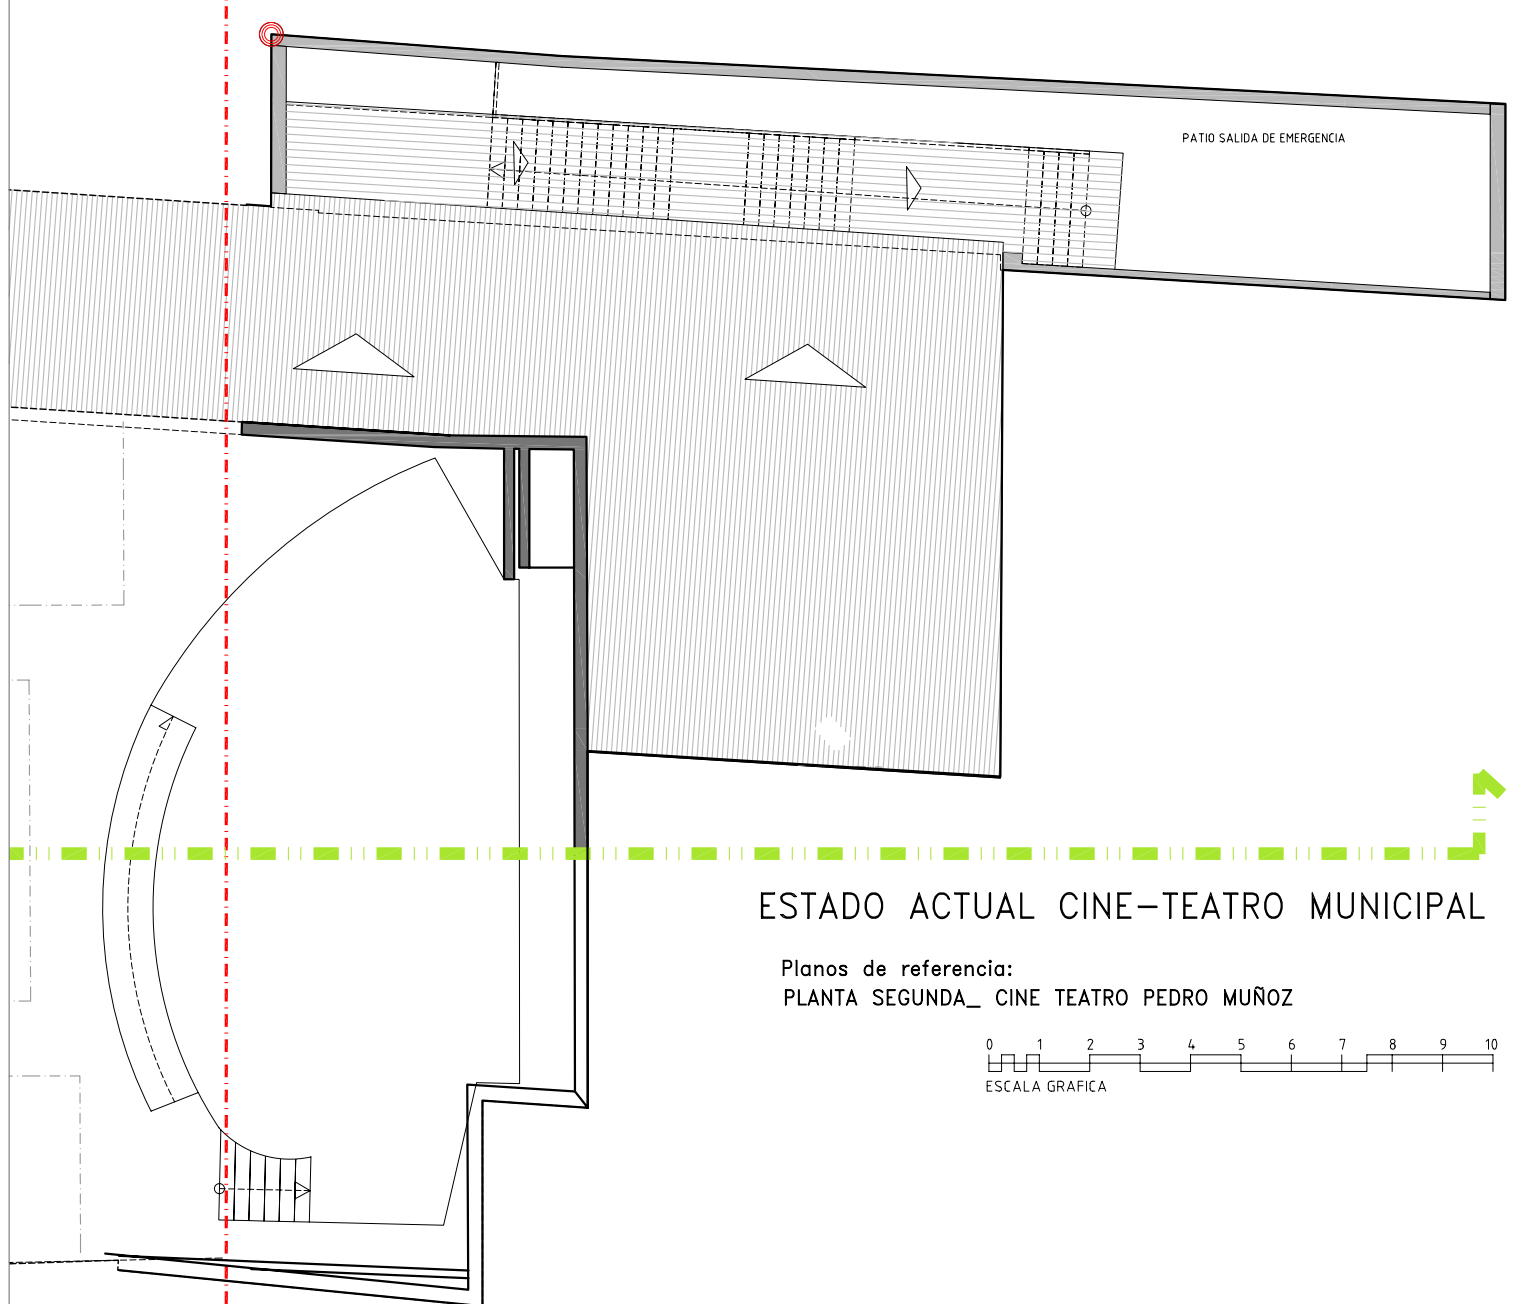 PATIO SALIDA DE EMERGENCIA
ESTADO ACTUAL CINE-TEATRO MUNICIPAL
Planos de referencia:
PLANTA SEGUNDA_ CINE TEATRO PEDRO MUÑOZ
0 1 2 3 4 5 6 7 8 9 10
ESCALA GRAFICA